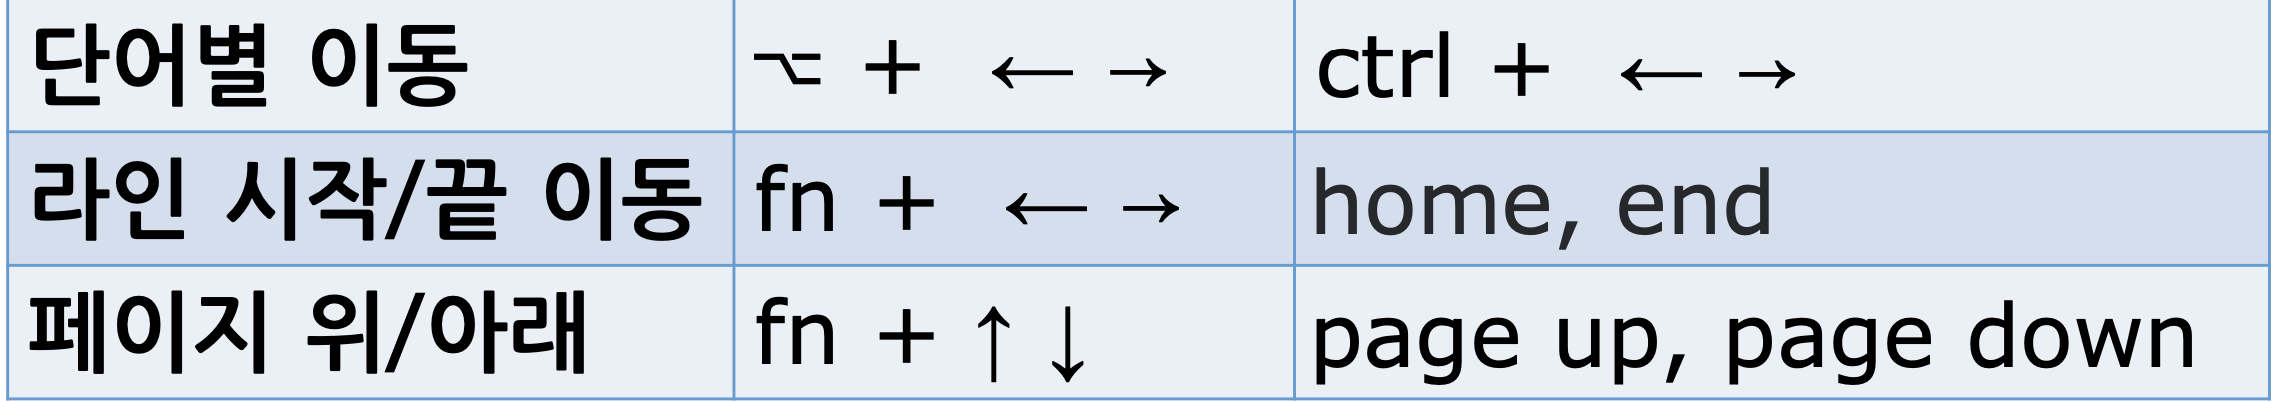 단어별 이동 ⌥ + ← → ctrl + ← →
라인 시작/끝 이동 fn + ← → home, end
페이지 위/아래 fn + ↑ ↓ page up, page down